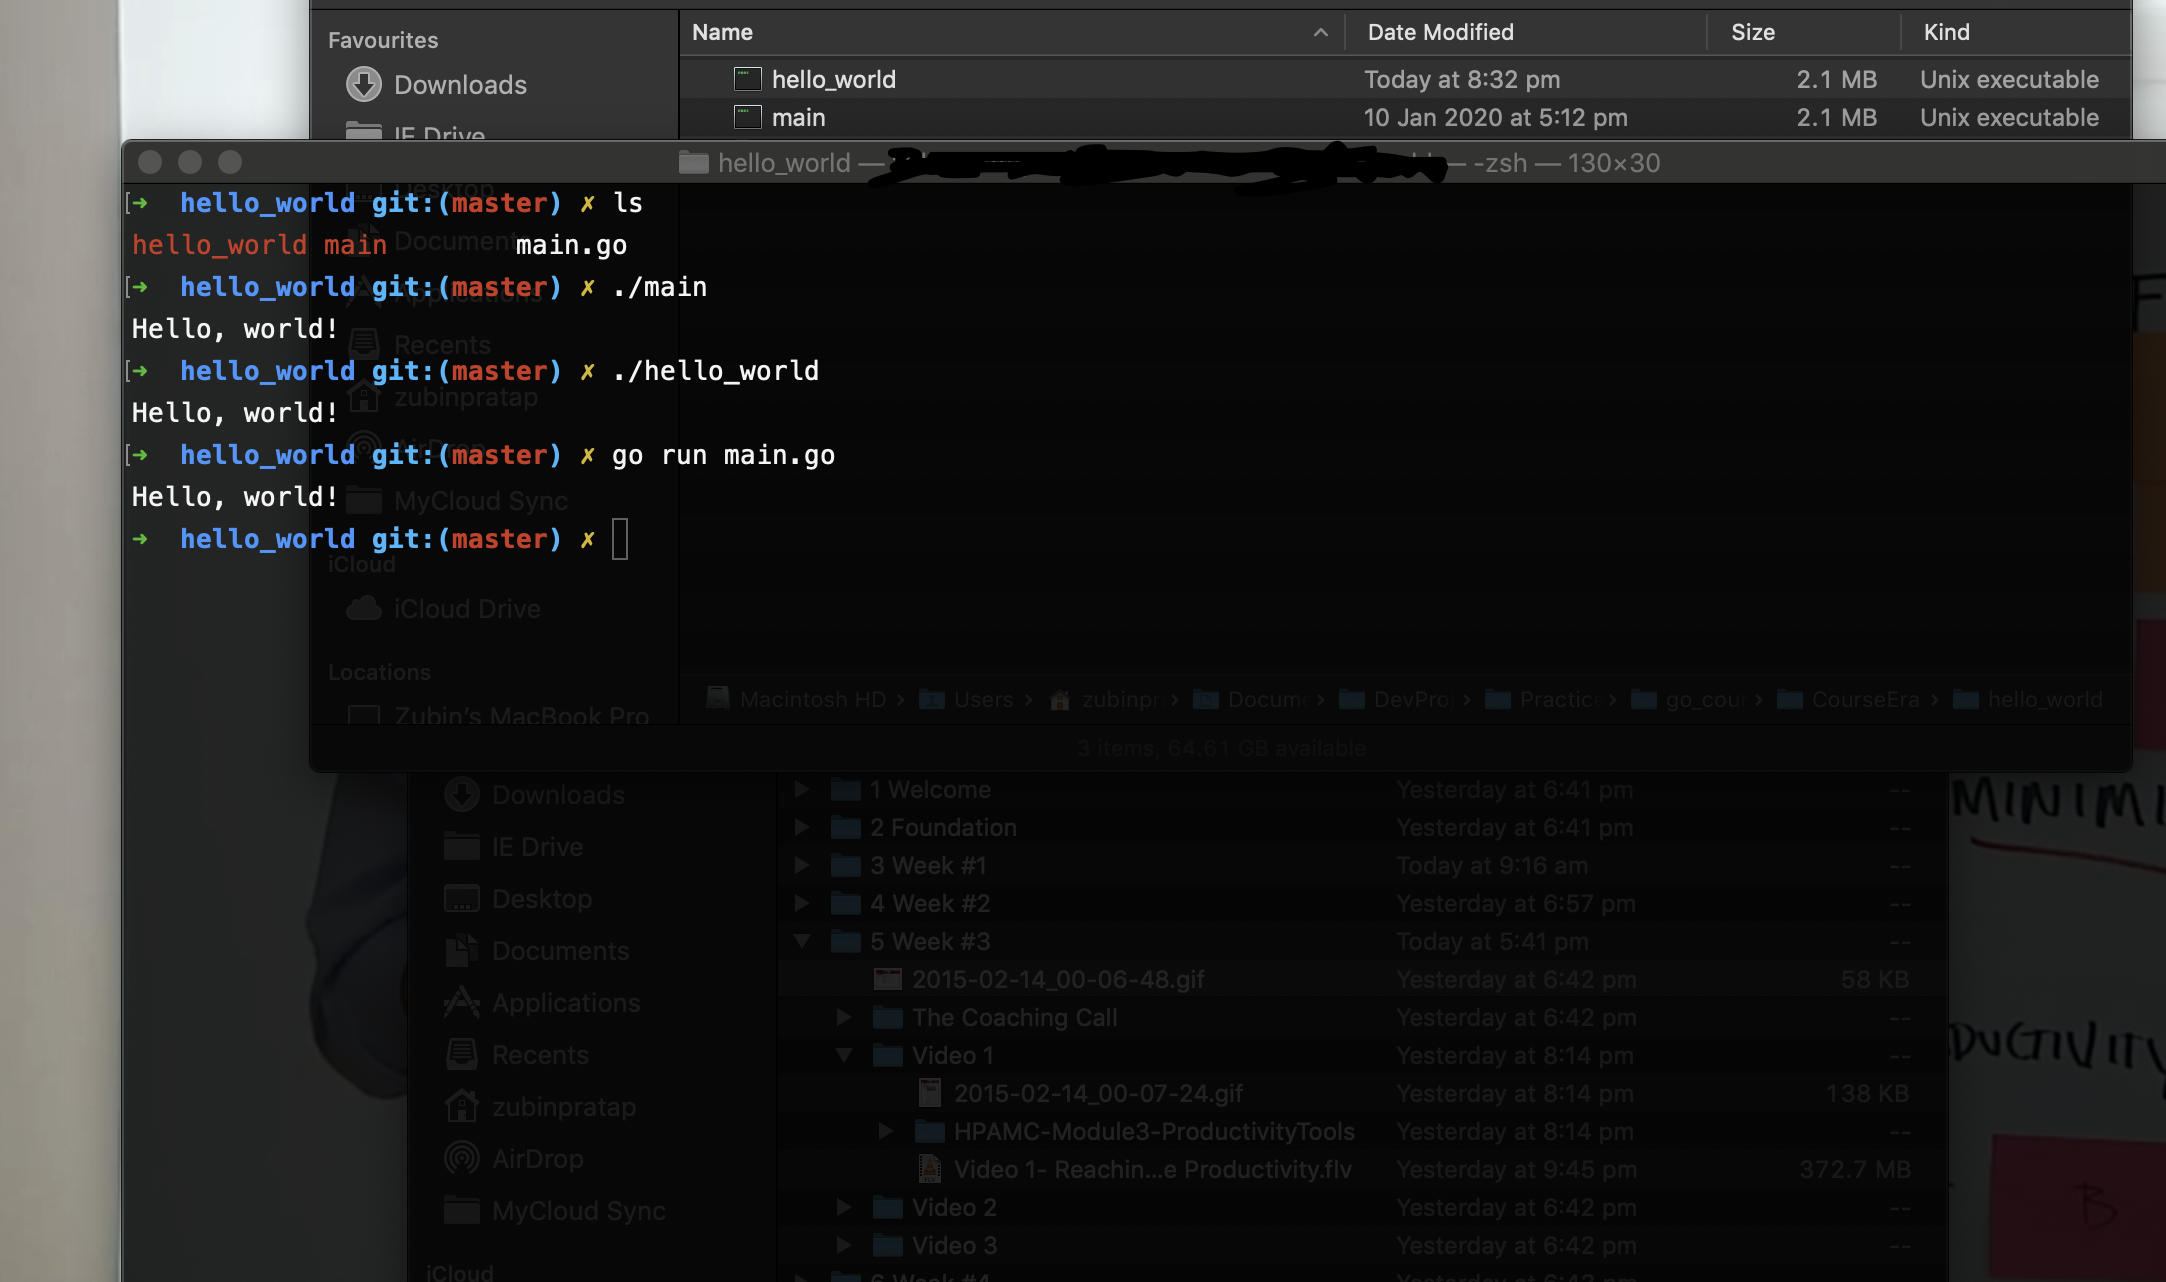 Favourites
Name Date Modified Size Kind
Downloads hello_world Today at 8:32 pm 2.1 MB Unix executable
IE Drive main 10 Jan 2020 at 5:12 pm 2.1 MB Unix executable
hello_world — — -zsh — 130×30
Desktop
[➜ hello_world git:(master) ✗ ls
hello_world main main.go
Documents
[➜ hello_world git:(master) ✗ ./main
Applications
Hello, world!
Recents
[➜ hello_world git:(master) ✗ ./hello_world
zubinpratap
Hello, world!
AirDrop
[➜ hello_world git:(master) ✗ go run main.go
Hello, world!
MyCloud Sync
➜ hello_world git:(master) ✗
iCloud
iCloud Drive
Locations
Zubin's MacBook Pro
Macintosh HD › Users › zubinpr › Docume › DevPro › Practice › go_cour › CourseEra › hello_world
3 items, 64.61 GB available
Downloads 1 Welcome Yesterday at 6:41 pm --
2 Foundation Yesterday at 6:41 pm --
IE Drive 3 Week #1 Today at 9:16 am --
Desktop 4 Week #2 Yesterday at 6:57 pm --
Documents 5 Week #3 Today at 5:41 pm --
2015-02-14_00-06-48.gif Yesterday at 6:42 pm 58 KB
Applications The Coaching Call Yesterday at 6:42 pm --
Recents Video 1 Yesterday at 8:14 pm --
2015-02-14_00-07-24.gif Yesterday at 8:14 pm 138 KB
zubinpratap HPAMC-Module3-ProductivityTools Yesterday at 8:14 pm --
AirDrop Video 1- Reachin...e Productivity.flv Yesterday at 9:45 pm 372.7 MB
MyCloud Sync Video 2 Yesterday at 6:42 pm --
Video 3 Yesterday at 6:42 pm --
iCloud 6 Week #4 Yesterday at 6:43 pm --
F
MINIMI
DUCTIVITY
B